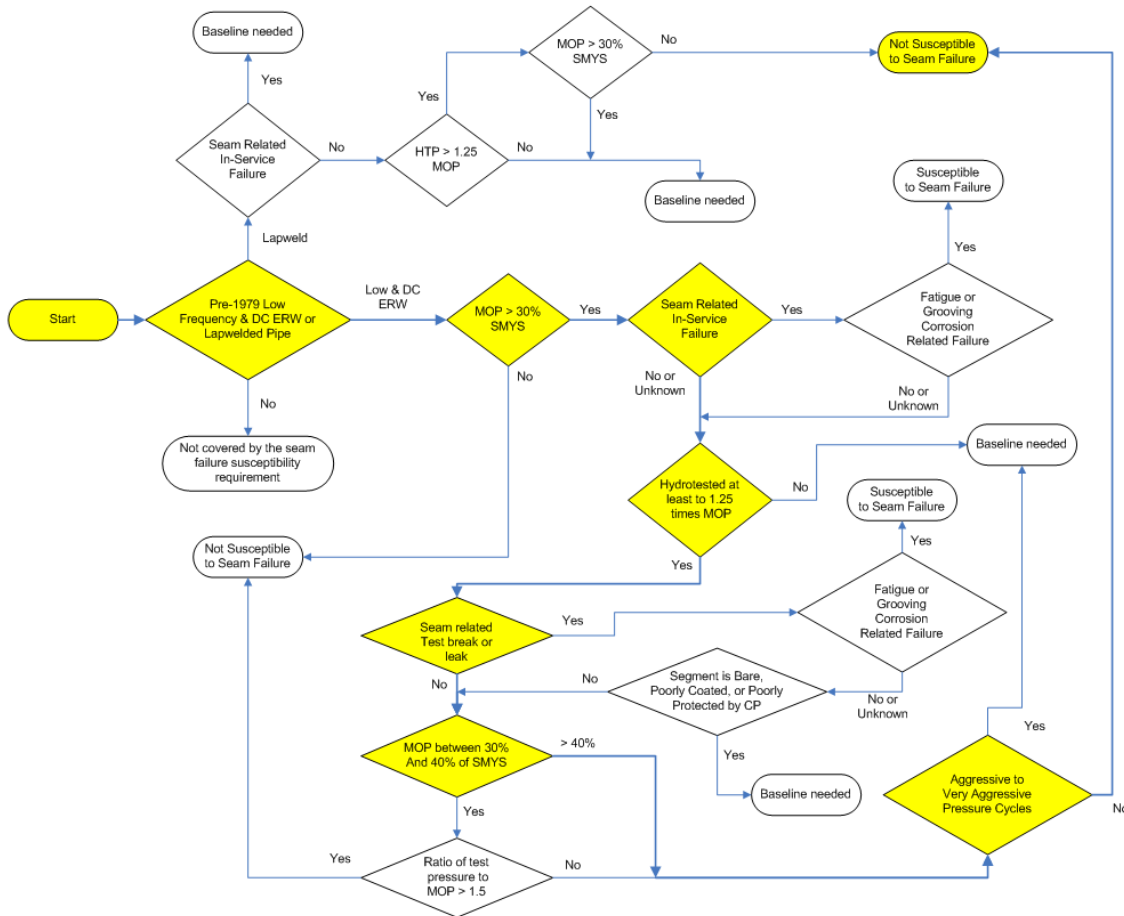 Baseline needed
MOP > 30%
SMYS
No
Not Susceptible
to Seam Failure
Yes
Yes
Yes
Seam Related
In-Service
Failure
No
HTP > 1.25
MOP
No
Susceptible
to Seam Failure
Baseline needed
Lapweld
Yes
Start
Pre-1979 Low
Frequency & DC ERW or
Lapwelded Pipe
Low & DC
ERW
MOP > 30%
SMYS
Yes
Seam Related
In-Service
Failure
Yes
Fatigue or
Grooving
Corrosion
Related Failure
No
No
No or
Unknown
No or
Unknown
Not covered by the seam
failure susceptibility
requirement
Baseline needed
Hydrotested at
least to 1.25
times MOP
No
Susceptible
to Seam Failure
Not Susceptible
to Seam Failure
Yes
Yes
Seam related
Test break or
leak
Yes
Fatigue or
Grooving
Corrosion
Related Failure
No
No
Segment is Bare,
Poorly Coated, or Poorly
Protected by CP
No or
Unknown
Yes
MOP between 30%
And 40% of SMYS
> 40%
Yes
Baseline needed
Aggressive to
Very Aggressive
Pressure Cycles
No
Yes
Yes
Ratio of test
pressure to
MOP > 1.5
No